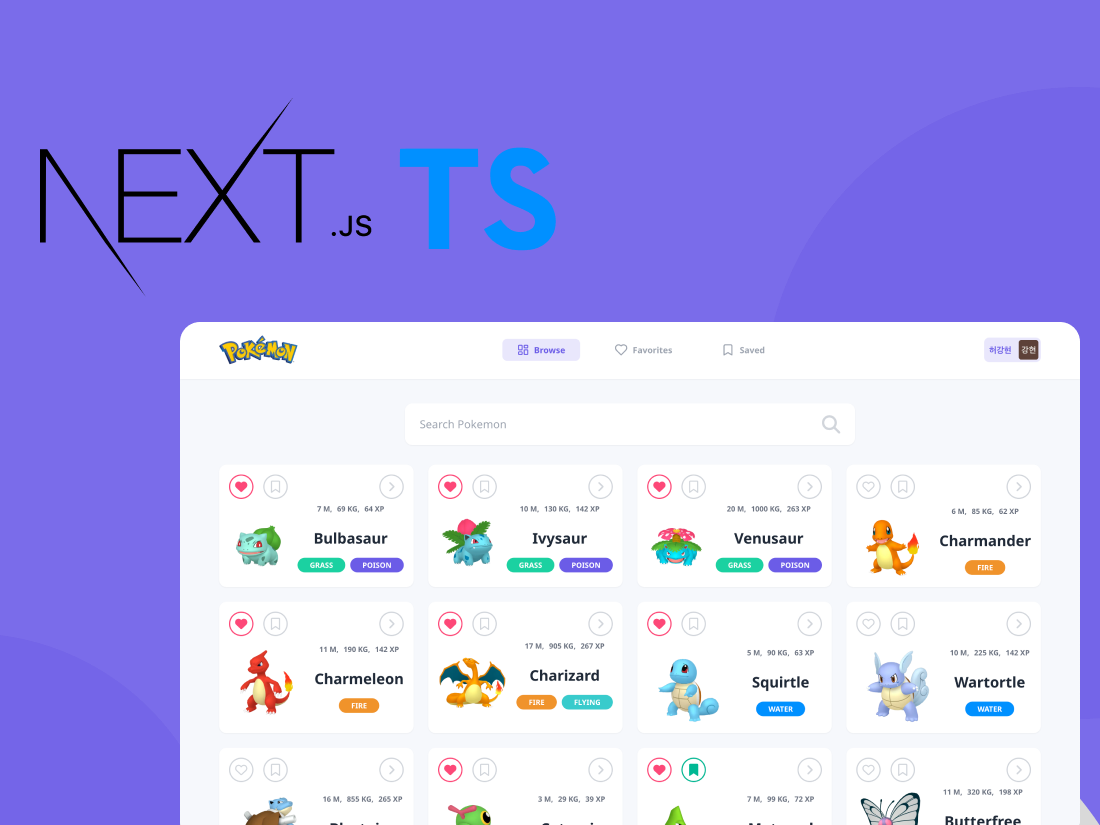 NEXT.JS TS
POKéMON
Browse Favorites Saved 허강현 강현
Search Pokemon
7 M, 69 KG, 64 XP
Bulbasaur
GRASS POISON
10 M, 130 KG, 142 XP
Ivysaur
GRASS POISON
20 M, 1000 KG, 263 XP
Venusaur
GRASS POISON
6 M, 85 KG, 62 XP
Charmander
FIRE
11 M, 190 KG, 142 XP
Charmeleon
FIRE
17 M, 905 KG, 267 XP
Charizard
FIRE FLYING
5 M, 90 KG, 63 XP
Squirtle
WATER
10 M, 225 KG, 142 XP
Wartortle
WATER
16 M, 855 KG, 265 XP
3 M, 29 KG, 39 XP
7 M, 99 KG, 72 XP
11 M, 320 KG, 198 XP
Butterfree